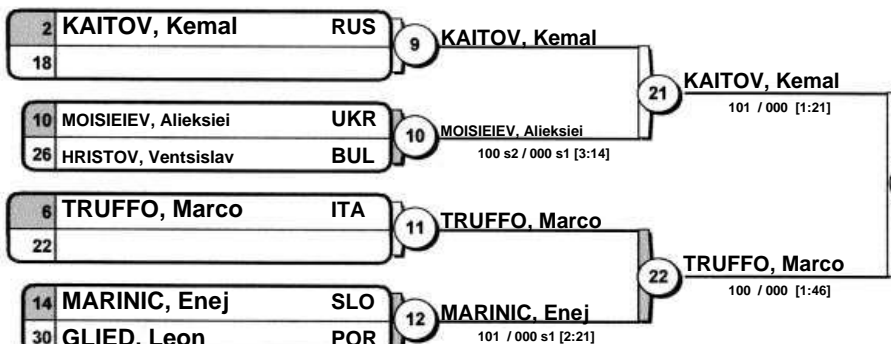 2 KAITOV, Kemal RUS
18
9 KAITOV, Kemal
10 MOISIEIEV, Alieksiei UKR
26 HRISTOV, Ventsislav BUL
10 MOISIEIEV, Alieksiei
100 s2 / 000 s1 [3:14]
21 KAITOV, Kemal
101 / 000 [1:21]
6 TRUFFO, Marco ITA
22
11 TRUFFO, Marco
14 MARINIC, Enej SLO
30 GLIED, Leon POR
12 MARINIC, Enej
101 / 000 s1 [2:21]
22 TRUFFO, Marco
100 / 000 [1:46]